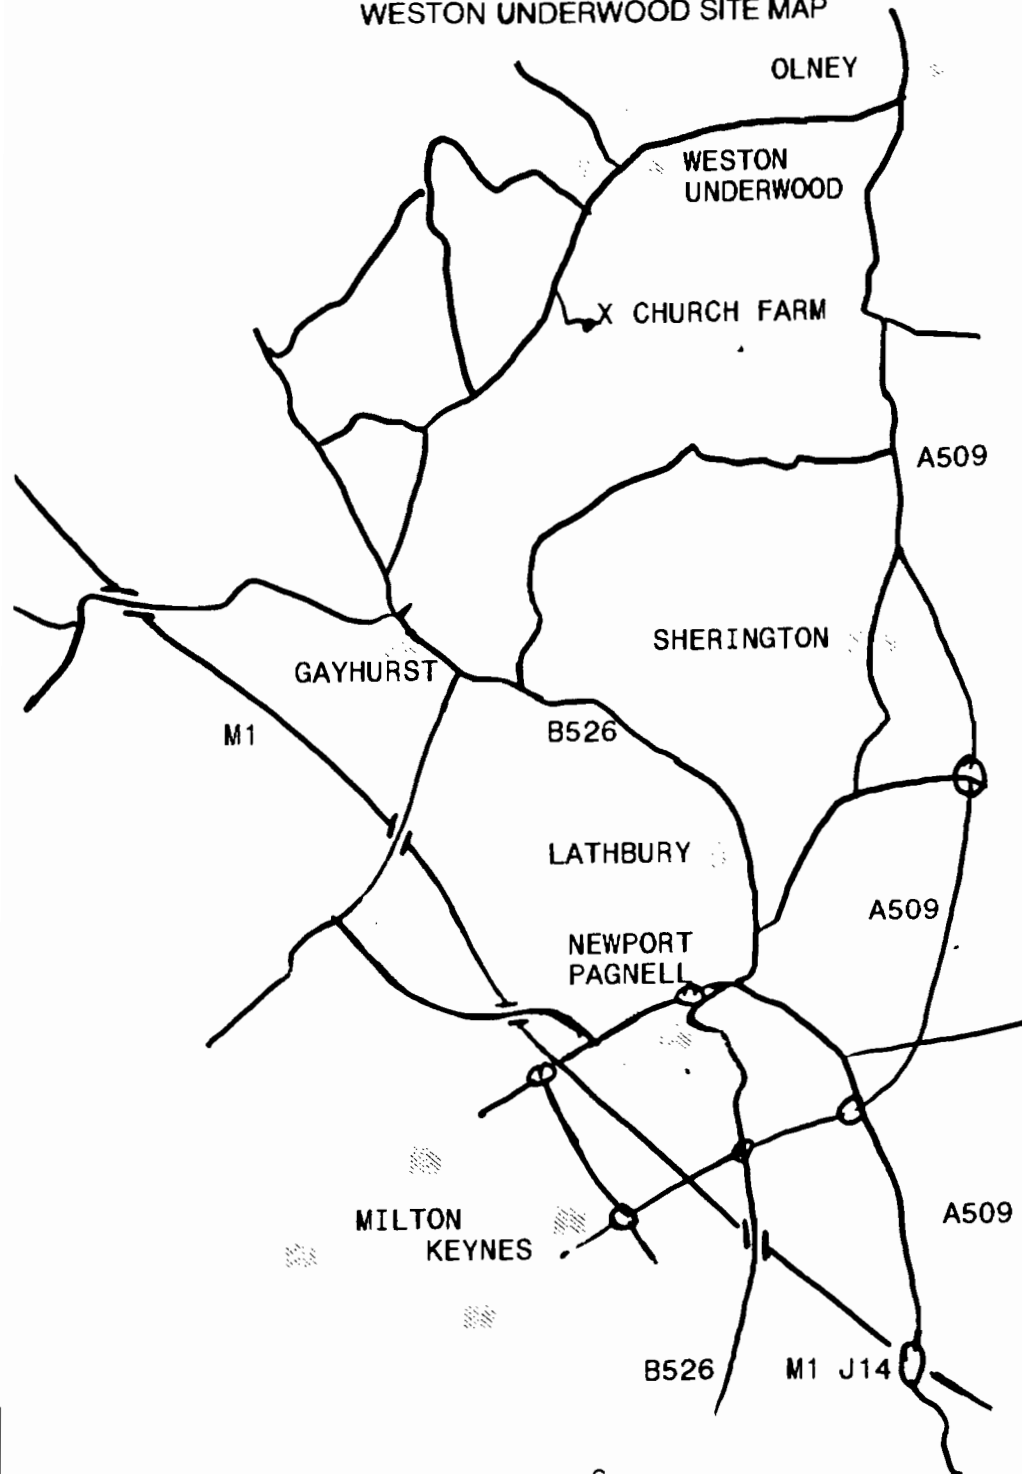 WESTON UNDERWOOD SITE MAP
OLNEY
WESTON
UNDERWOOD
X CHURCH FARM
A509
SHERINGTON
GAYHURST
M1
B526
LATHBURY
A509
NEWPORT
PAGNELL
MILTON
KEYNES
A509
B526
M1 J14